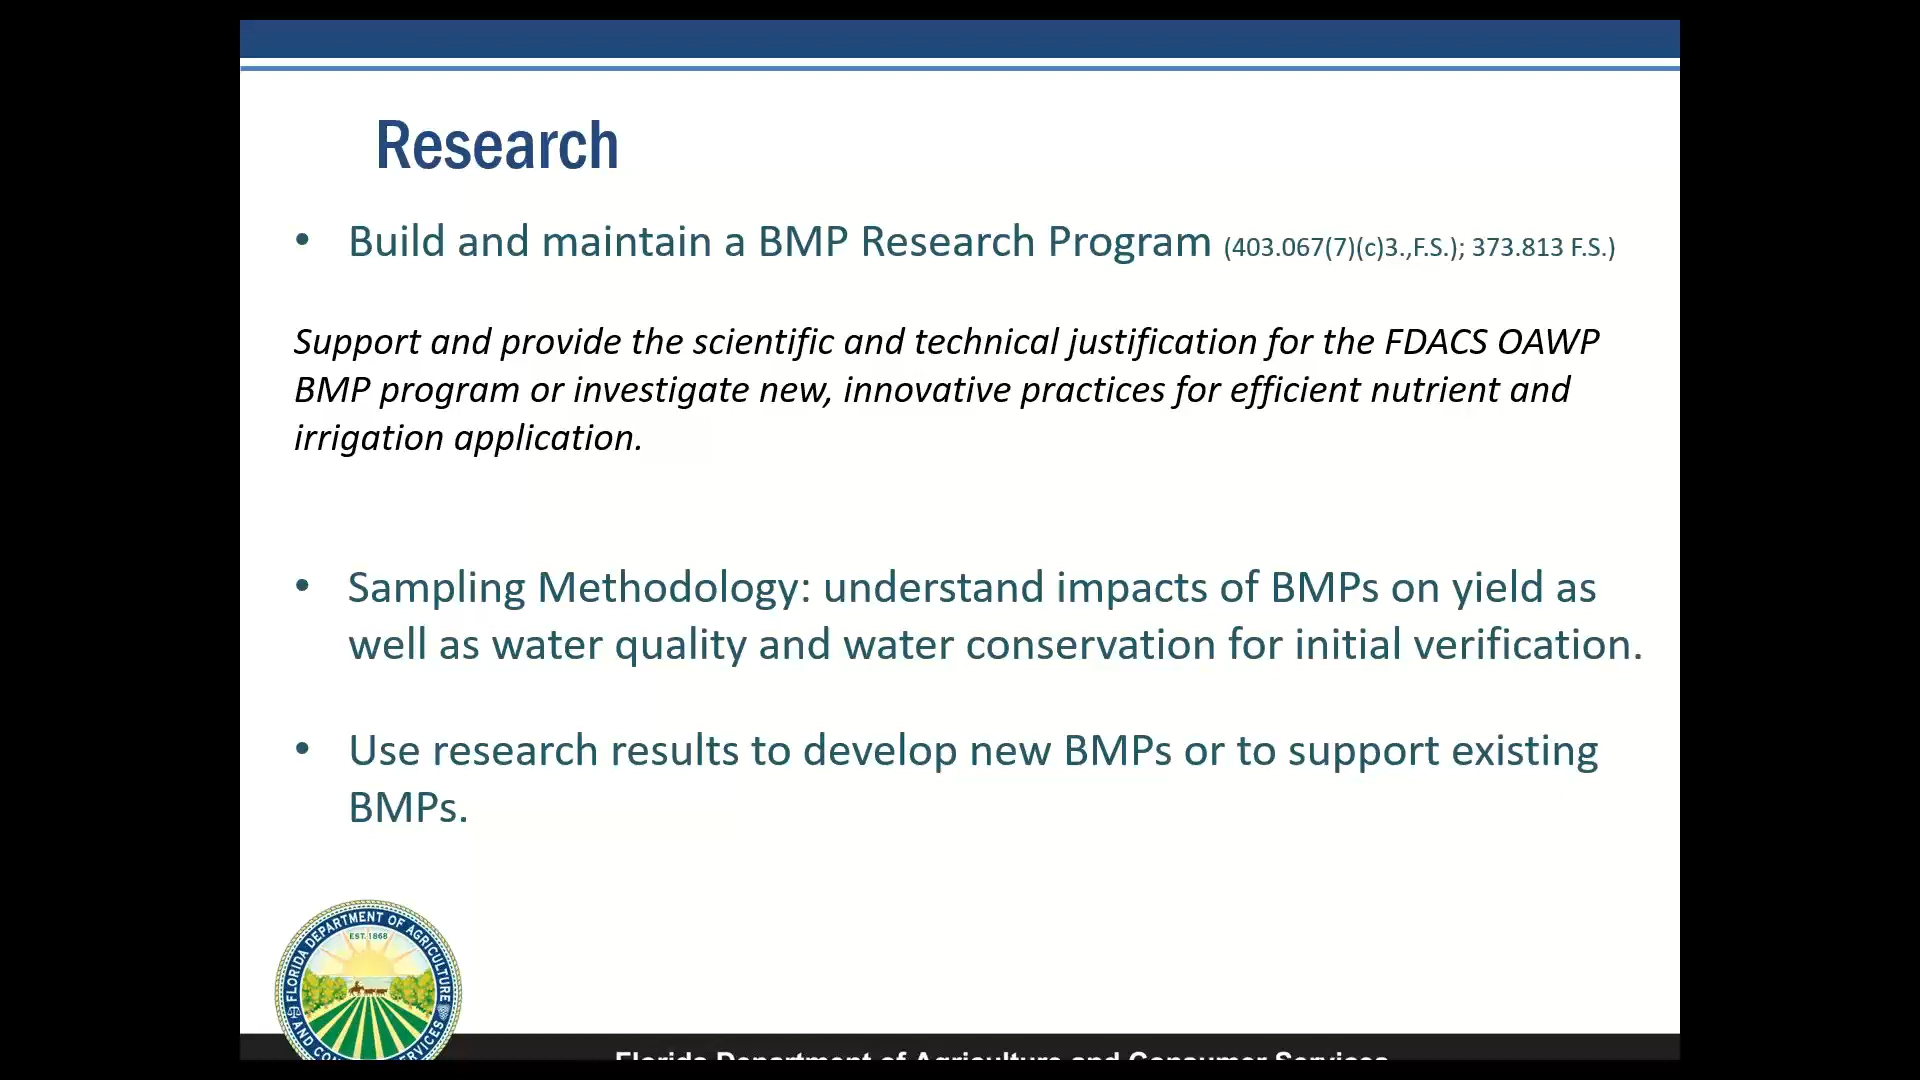 Research
• Build and maintain a BMP Research Program (403.067(7)(c)3.,F.S.); 373.813 F.S.)
Support and provide the scientific and technical justification for the FDACS OAWP
BMP program or investigate new, innovative practices for efficient nutrient and
irrigation application.
• Sampling Methodology: understand impacts of BMPs on yield as
well as water quality and water conservation for initial verification.
• Use research results to develop new BMPs or to support existing
BMPs.
FLORIDA DEPARTMENT OF AGRICULTURE
EST. 1868
Florida Department of Agriculture and Consumer Services